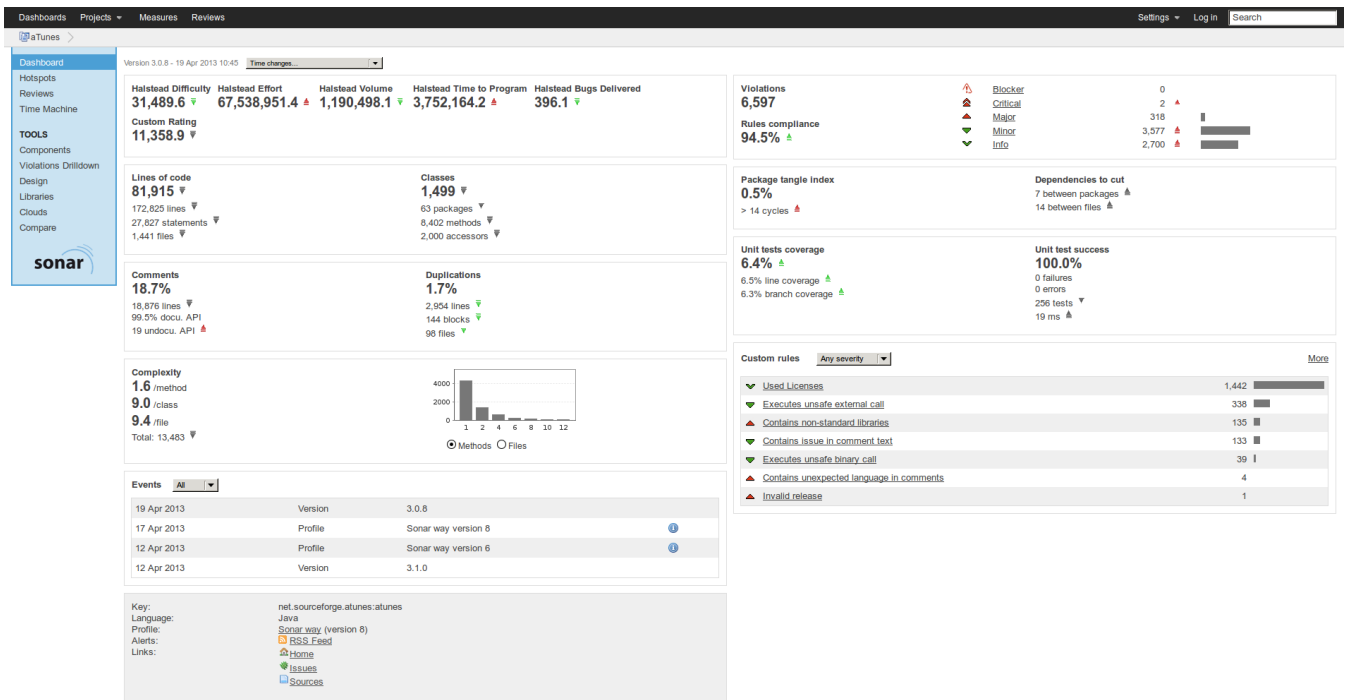 Dashboards Projects Measures Reviews Settings Log in Search
aTunes
Dashboard
Hotspots
Reviews
Time Machine
TOOLS
Components
Violations Drilldown
Design
Libraries
Clouds
Compare
sonar
Version 3.0.8 - 19 Apr 2013 10:45 Time changes...
Halstead Difficulty Halstead Effort Halstead Volume Halstead Time to Program Halstead Bugs Delivered
31,489.6 67,538,951.4 1,190,498.1 3,752,164.2 396.1
Custom Rating
11,358.9
Lines of code
81,915
172,825 lines
27,827 statements
1,441 files
Classes
1,499
63 packages
8,402 methods
2,000 accessors
Comments
18.7%
18,876 lines
99.5% docu. API
19 undocu. API
Duplications
1.7%
2,954 lines
144 blocks
98 files
Complexity
1.6 /method
9.0 /class
9.4 /file
Total: 13,483
4000
2000
0
1 2 4 6 8 10 12
Methods Files
Events All
19 Apr 2013 Version 3.0.8
17 Apr 2013 Profile Sonar way version 8
12 Apr 2013 Profile Sonar way version 6
12 Apr 2013 Version 3.1.0
Key: net.sourceforge.atunes:atunes
Language: Java
Profile: Sonar way (version 8)
Alerts: RSS Feed
Links: Home
Issues
Sources
Violations
6,597
Rules compliance
94.5%
Blocker 0
Critical 2
Major 318
Minor 3,577
Info 2,700
Package tangle index
0.5%
> 14 cycles
Dependencies to cut
7 between packages
14 between files
Unit tests coverage
6.4%
6.5% line coverage
6.3% branch coverage
Unit test success
100.0%
0 failures
0 errors
256 tests
19 ms
Custom rules Any severity More
Used Licenses 1,442
Executes unsafe external call 338
Contains non-standard libraries 135
Contains issue in comment text 133
Executes unsafe binary call 39
Contains unexpected language in comments 4
Invalid release 1